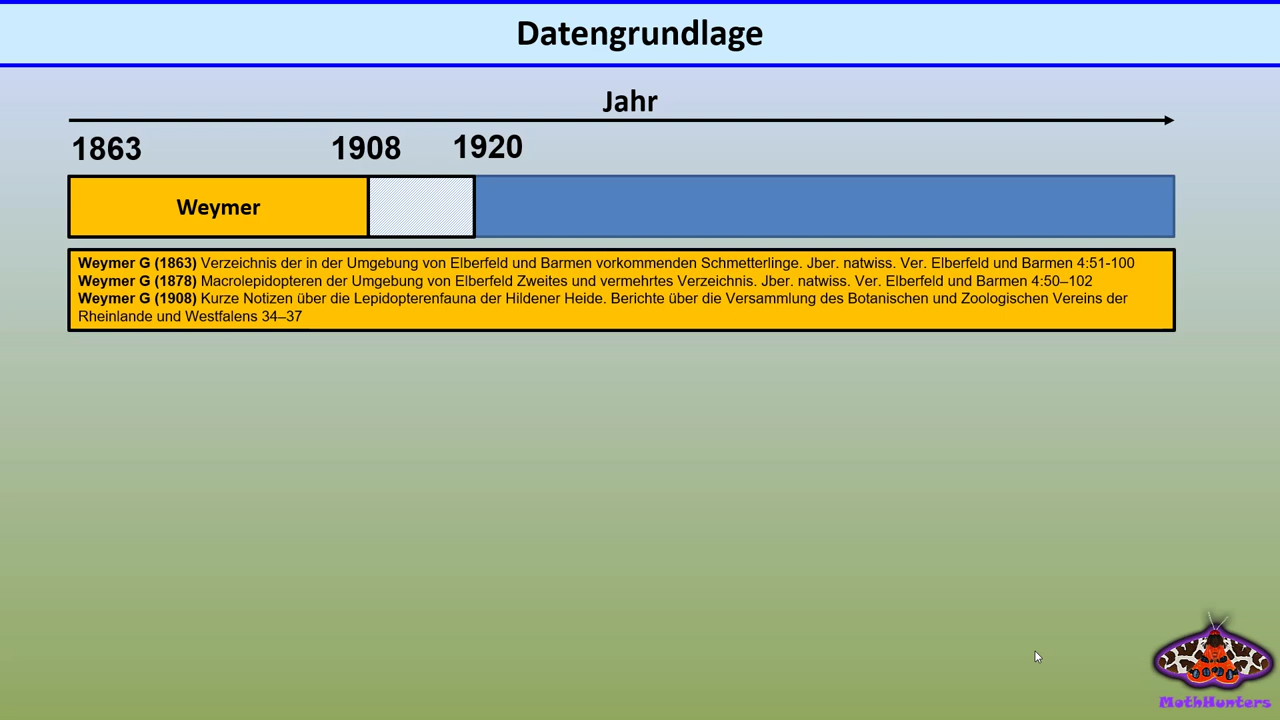 Datengrundlage
Jahr
1863 1908 1920
Weymer
Weymer G (1863) Verzeichnis der in der Umgebung von Elberfeld und Barmen vorkommenden Schmetterlinge. Jber. natwiss. Ver. Elberfeld und Barmen 4:51-100
Weymer G (1878) Macrolepidopteren der Umgebung von Elberfeld Zweites und vermehrtes Verzeichnis. Jber. natwiss. Ver. Elberfeld und Barmen 4:50–102
Weymer G (1908) Kurze Notizen über die Lepidopterenfauna der Hildener Heide. Berichte über die Versammlung des Botanischen und Zoologischen Vereins der
Rheinlande und Westfalens 34–37
MothHunters